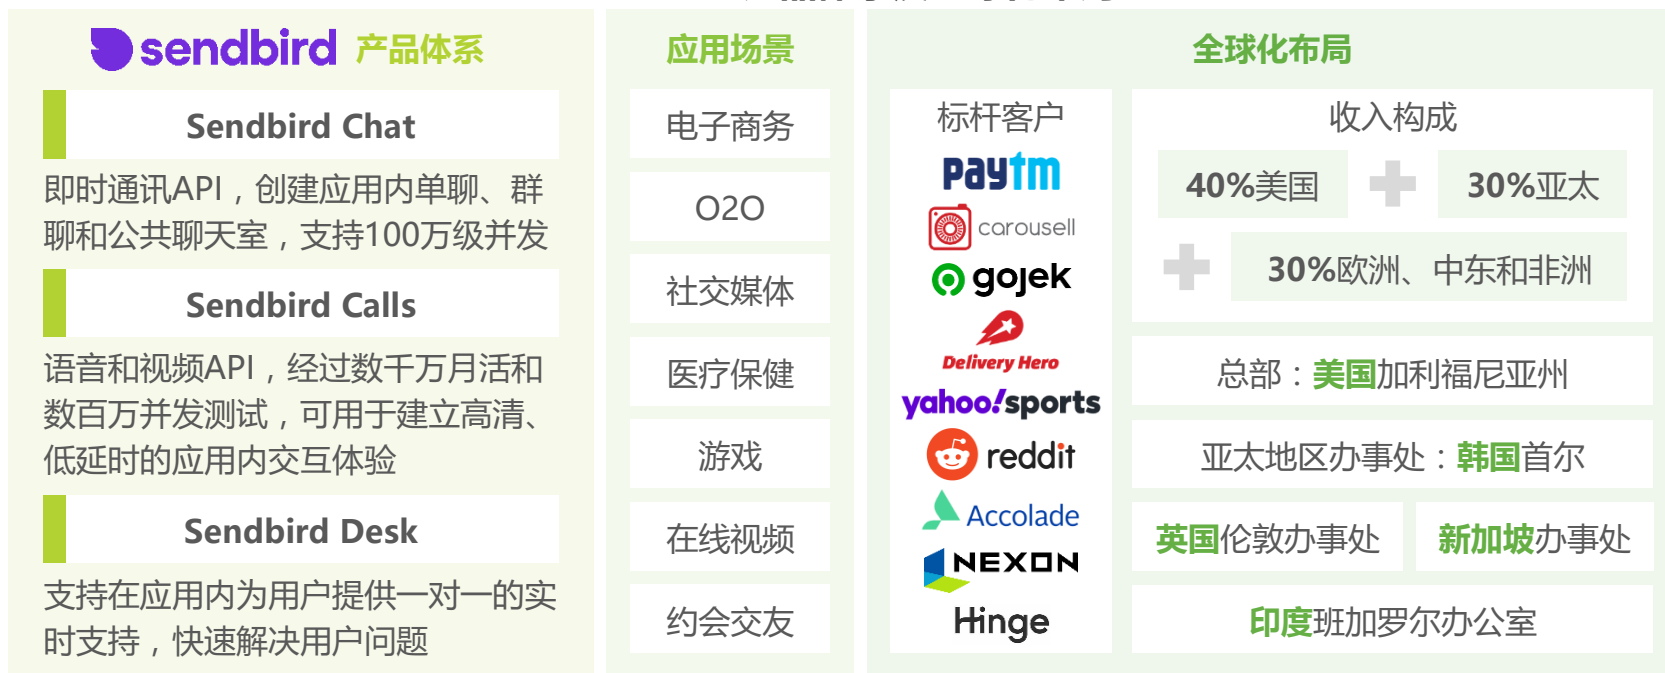 sendbird 产品体系
Sendbird Chat
即时通讯API，创建应用内单聊、群
聊和公共聊天室，支持100万级并发
Sendbird Calls
语音和视频API，经过数千万月活和
数百万并发测试，可用于建立高清、
低延时的应用内交互体验
Sendbird Desk
支持在应用内为用户提供一对一的实
时支持，快速解决用户问题
应用场景
电子商务
O2O
社交媒体
医疗保健
游戏
在线视频
约会交友
全球化布局
标杆客户
paytm
carousell
gojek
Delivery Hero
yahoo!sports
reddit
Accolade
NEXON
Hinge
收入构成
40%美国
30%亚太
30%欧洲、中东和非洲
总部：美国加利福尼亚州
亚太地区办事处：韩国首尔
英国伦敦办事处
新加坡办事处
印度班加罗尔办公室